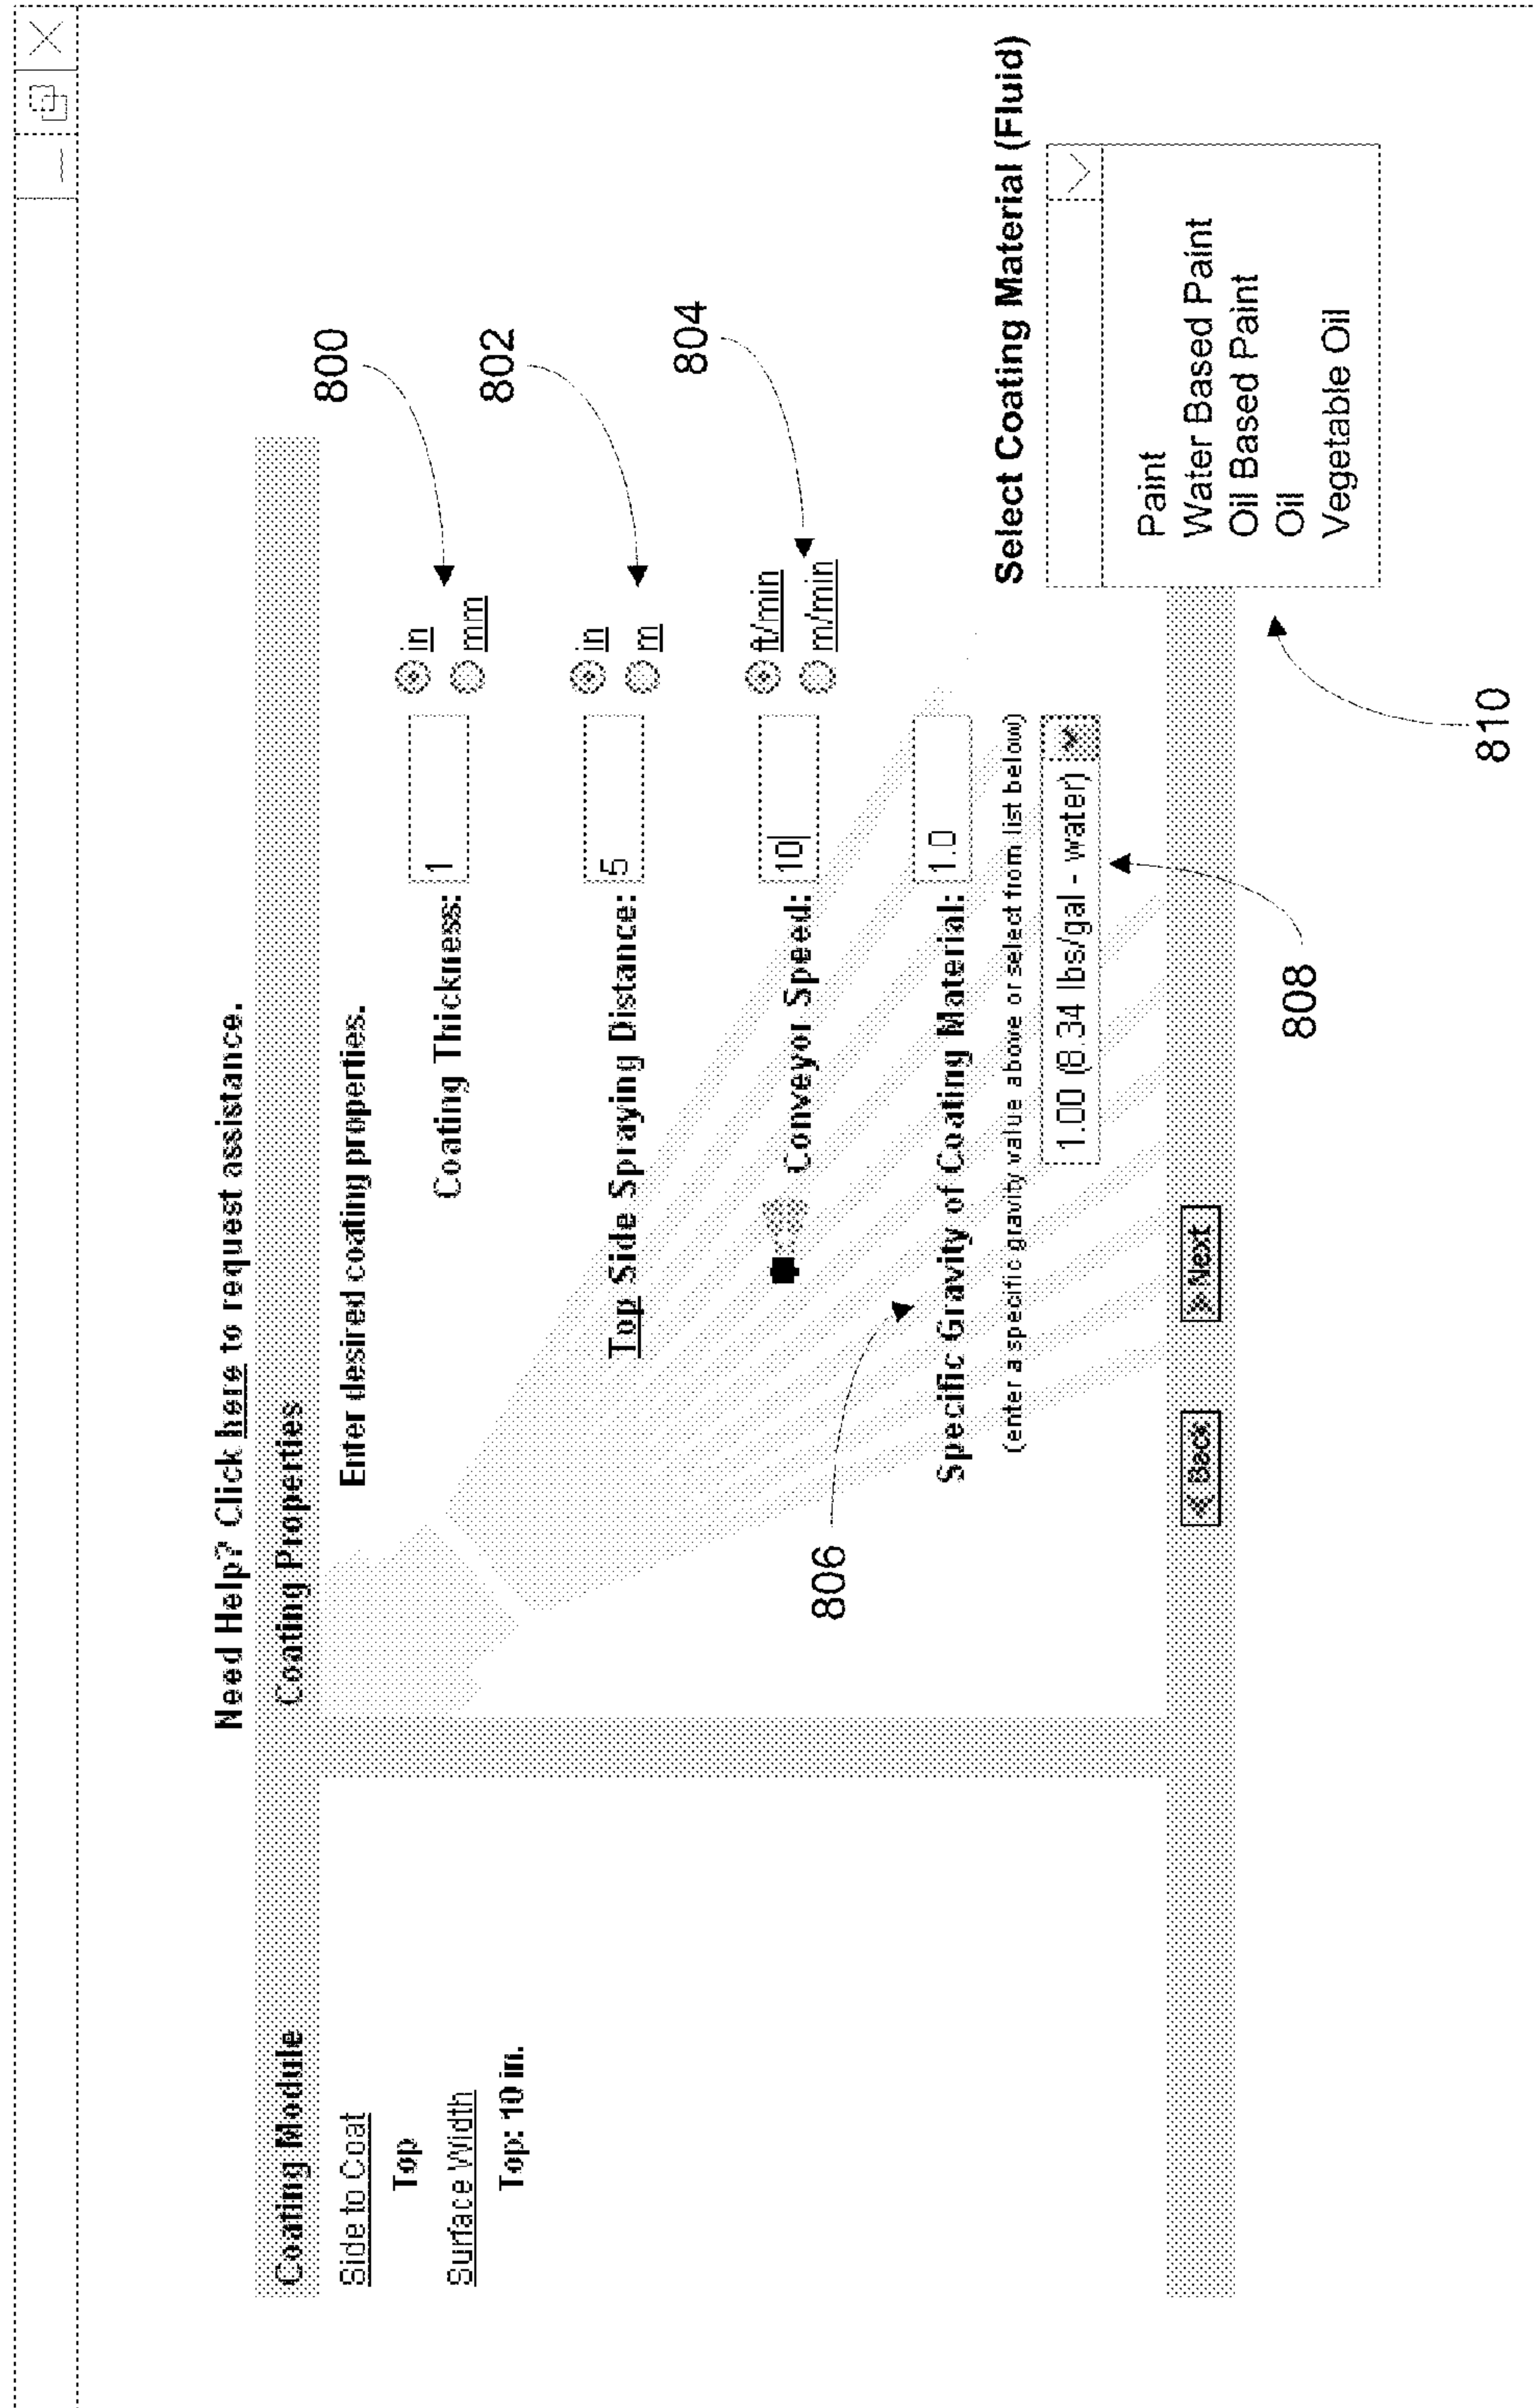 Need Help? Click here to request assistance.
Coating Module
Coating Properties
Side to Coat
Top
Surface Width
Top: 10 in.
Enter desired coating properties.
Coating Thickness: 1 in
mm
800
Top Side Spraying Distance: 5 in
m
802
Conveyor Speed: 10 ft/min
m/min
804
806
Specific Gravity of Coating Material: 1.0
(enter a specific gravity value above or select from list below)
1.00 (8.34 lbs/gal - water)
808
Select Coating Material (Fluid)
Paint
Water Based Paint
Oil Based Paint
Oil
Vegetable Oil
810
Back
Next